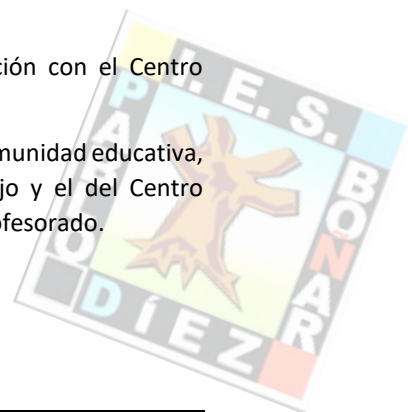 ción con el Centro
munidad educativa,
jo y el del Centro
ofesorado.
I. E. S.
BOÑAR
PABLO
DÍEZ